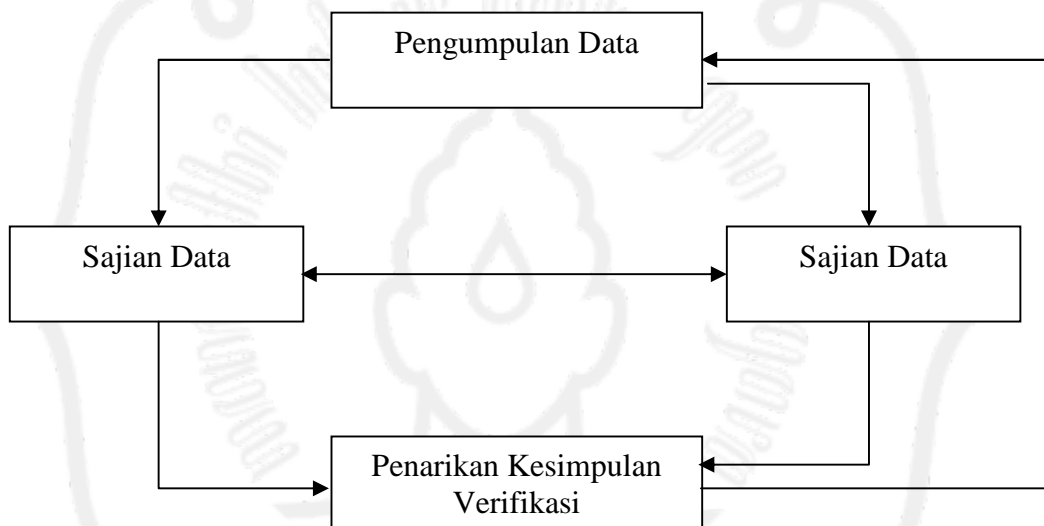 Pengumpulan Data
Sajian Data
Sajian Data
Penarikan Kesimpulan
Verifikasi